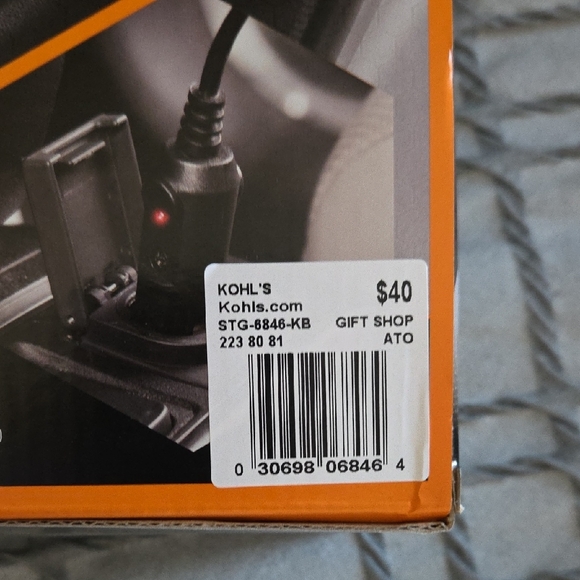 KOHL'S
Kohls.com $40
STG-6846-KB GIFT SHOP
223 80 81 ATO
0 30698 06846 4